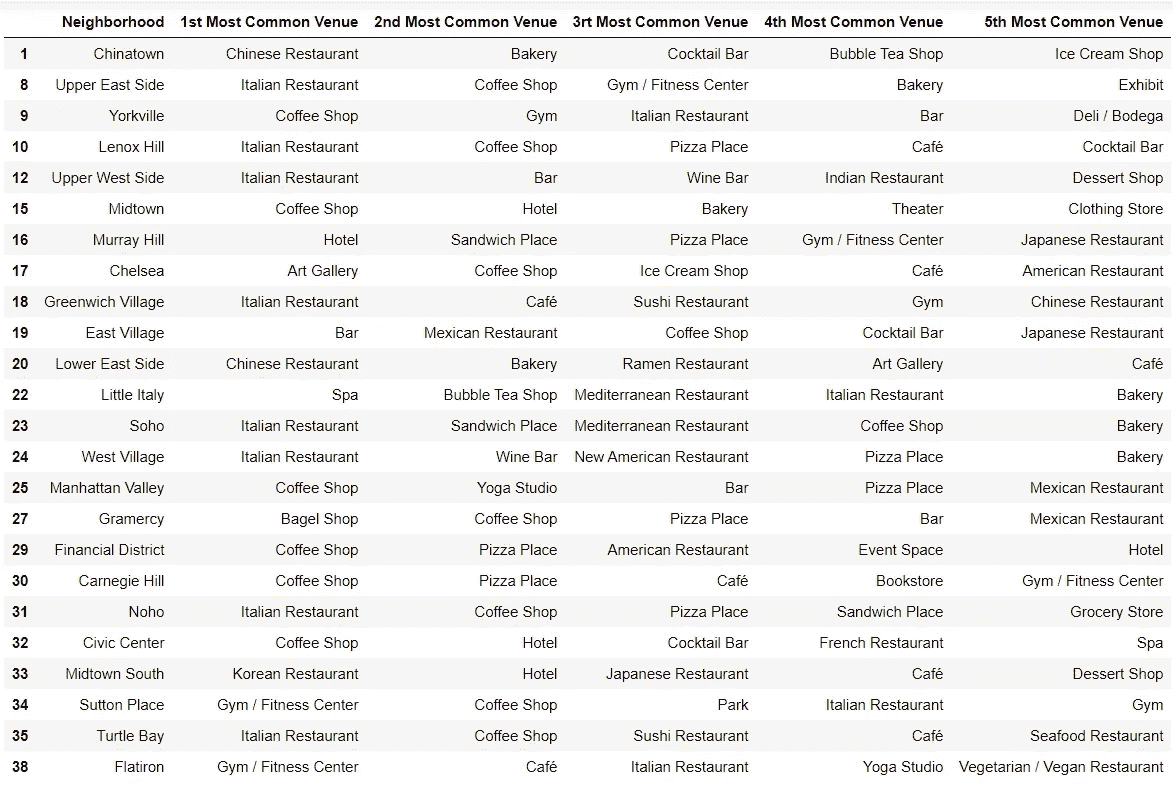 Neighborhood 1st Most Common Venue 2nd Most Common Venue 3rt Most Common Venue 4th Most Common Venue 5th Most Common Venue
1 Chinatown Chinese Restaurant Bakery Cocktail Bar Bubble Tea Shop Ice Cream Shop
8 Upper East Side Italian Restaurant Coffee Shop Gym / Fitness Center Bakery Exhibit
9 Yorkville Coffee Shop Gym Italian Restaurant Bar Deli / Bodega
10 Lenox Hill Italian Restaurant Coffee Shop Pizza Place Café Cocktail Bar
12 Upper West Side Italian Restaurant Bar Wine Bar Indian Restaurant Dessert Shop
15 Midtown Coffee Shop Hotel Bakery Theater Clothing Store
16 Murray Hill Hotel Sandwich Place Pizza Place Gym / Fitness Center Japanese Restaurant
17 Chelsea Art Gallery Coffee Shop Ice Cream Shop Café American Restaurant
18 Greenwich Village Italian Restaurant Café Sushi Restaurant Gym Chinese Restaurant
19 East Village Bar Mexican Restaurant Coffee Shop Cocktail Bar Japanese Restaurant
20 Lower East Side Chinese Restaurant Bakery Ramen Restaurant Art Gallery Café
22 Little Italy Spa Bubble Tea Shop Mediterranean Restaurant Italian Restaurant Bakery
23 Soho Italian Restaurant Sandwich Place Mediterranean Restaurant Coffee Shop Bakery
24 West Village Italian Restaurant Wine Bar New American Restaurant Pizza Place Bakery
25 Manhattan Valley Coffee Shop Yoga Studio Bar Pizza Place Mexican Restaurant
27 Gramercy Bagel Shop Coffee Shop Pizza Place Bar Mexican Restaurant
29 Financial District Coffee Shop Pizza Place American Restaurant Event Space Hotel
30 Carnegie Hill Coffee Shop Pizza Place Café Bookstore Gym / Fitness Center
31 Noho Italian Restaurant Coffee Shop Pizza Place Sandwich Place Grocery Store
32 Civic Center Coffee Shop Hotel Cocktail Bar French Restaurant Spa
33 Midtown South Korean Restaurant Hotel Japanese Restaurant Café Dessert Shop
34 Sutton Place Gym / Fitness Center Coffee Shop Park Italian Restaurant Gym
35 Turtle Bay Italian Restaurant Coffee Shop Sushi Restaurant Café Seafood Restaurant
38 Flatiron Gym / Fitness Center Café Italian Restaurant Yoga Studio Vegetarian / Vegan Restaurant